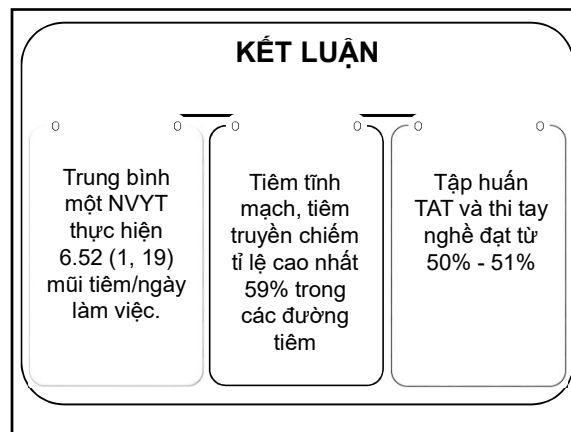 KẾT LUẬN
Trung bình
một NVYT
thực hiện
6.52 (1, 19)
mũi tiêm/ngày
làm việc.
Tiêm tĩnh
mạch, tiêm
truyền chiếm
tỉ lệ cao nhất
59% trong
các đường
tiêm
Tập huấn
TAT và thi tay
nghề đạt từ
50% - 51%